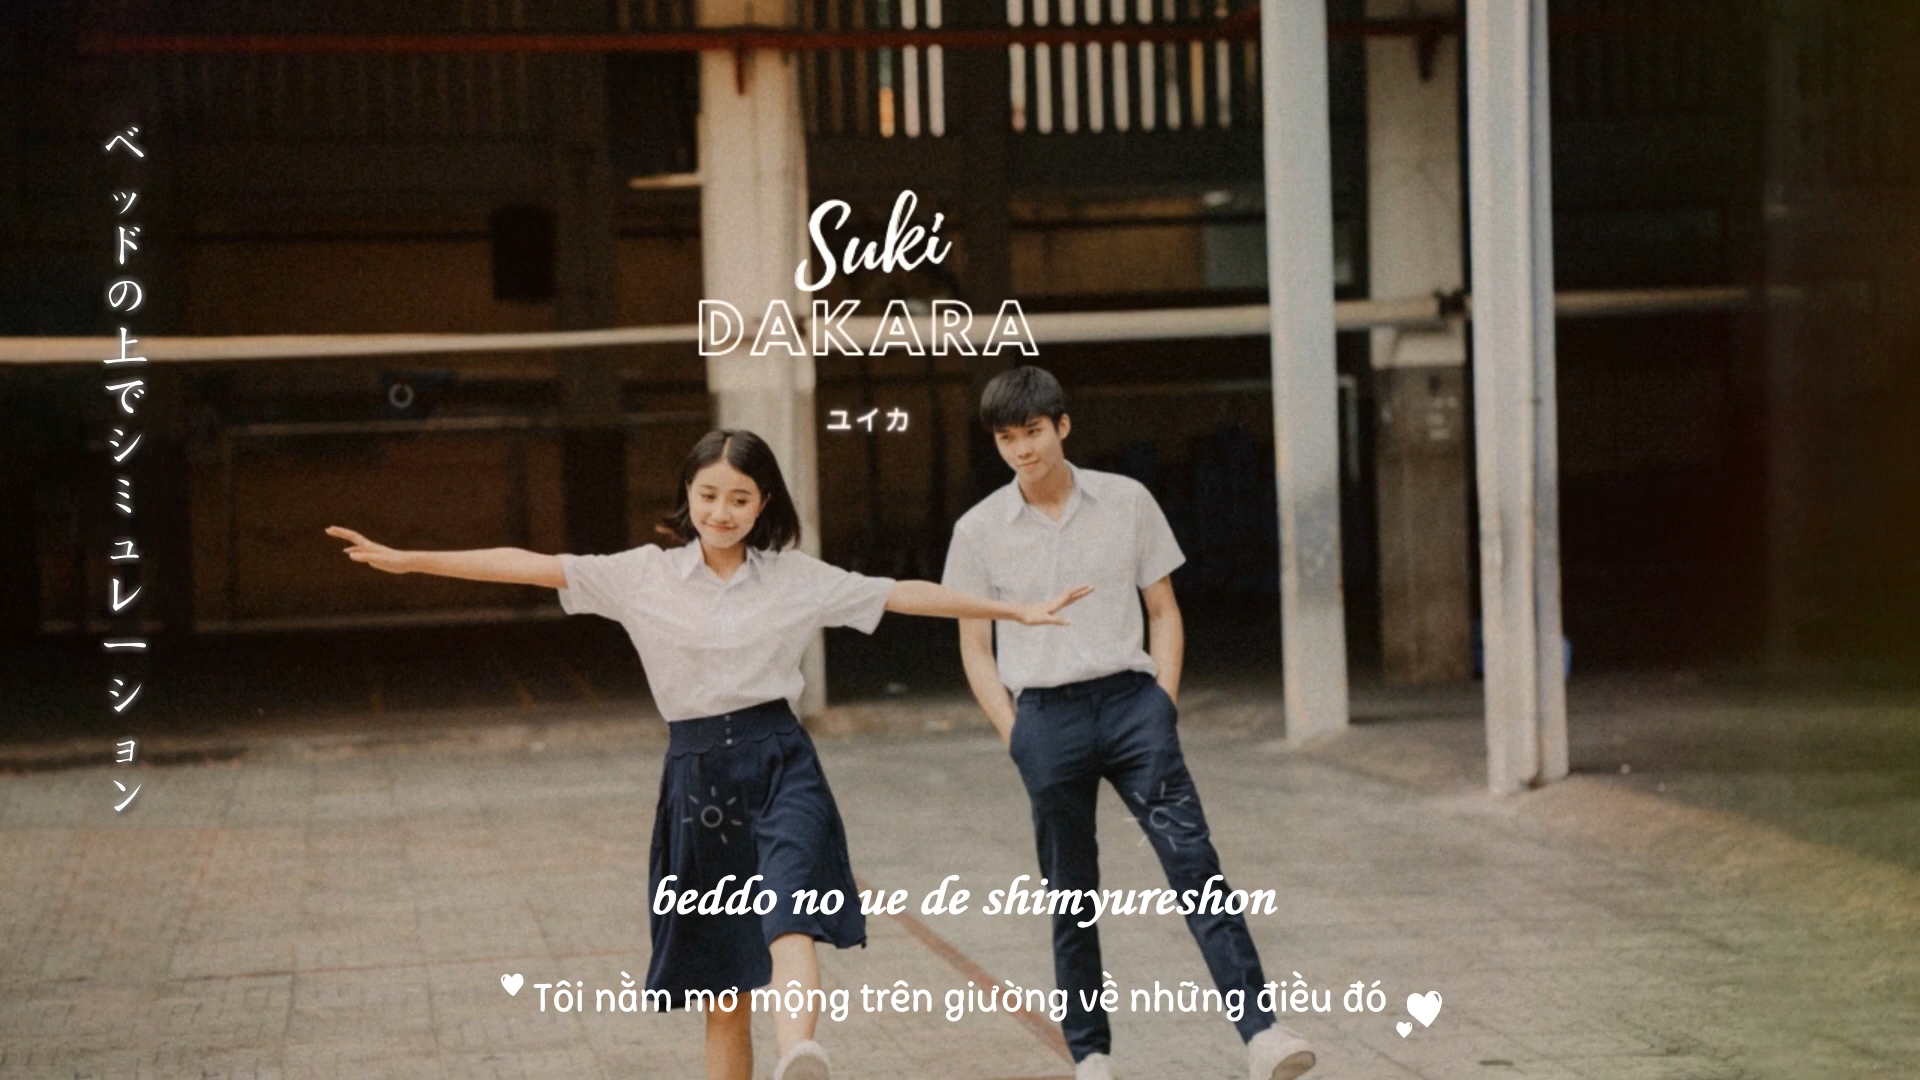 ベッドの上でシミュレーション
Suki
DAKARA
ユイカ
beddo no ue de shimyureshon
Tôi nằm mơ mộng trên giường về những điều đó